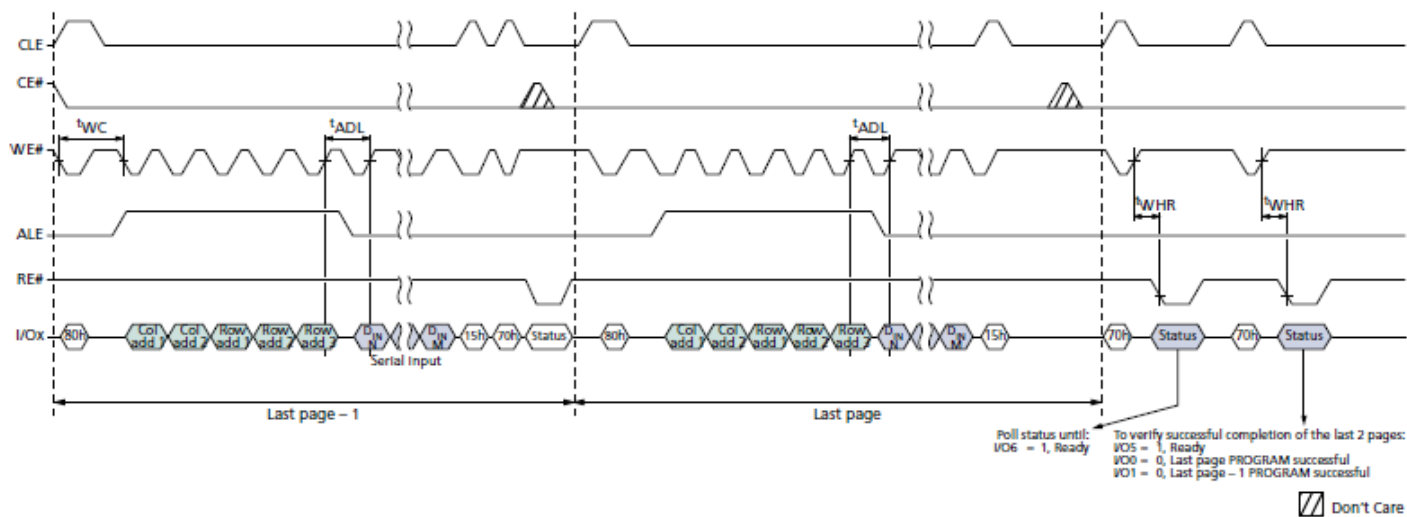 CLE
CE#
tWC
tADL
tADL
WE#
tWHR
tWHR
ALE
RE#
I/Ox
80h
Col add 1
Col add 2
Row add 1
Row add 2
Row add 3
DIN N
DIN M
15h
70h
Status
80h
Col add 1
Col add 2
Row add 1
Row add 2
Row add 3
DIN N
DIN M
15h
70h
Status
70h
Status
Serial input
Last page – 1
Last page
Poll status until:
I/O6 = 1, Ready
To verify successful completion of the last 2 pages:
I/O5 = 1, Ready
I/O0 = 0, Last page PROGRAM successful
I/O1 = 0, Last page – 1 PROGRAM successful
Don't Care